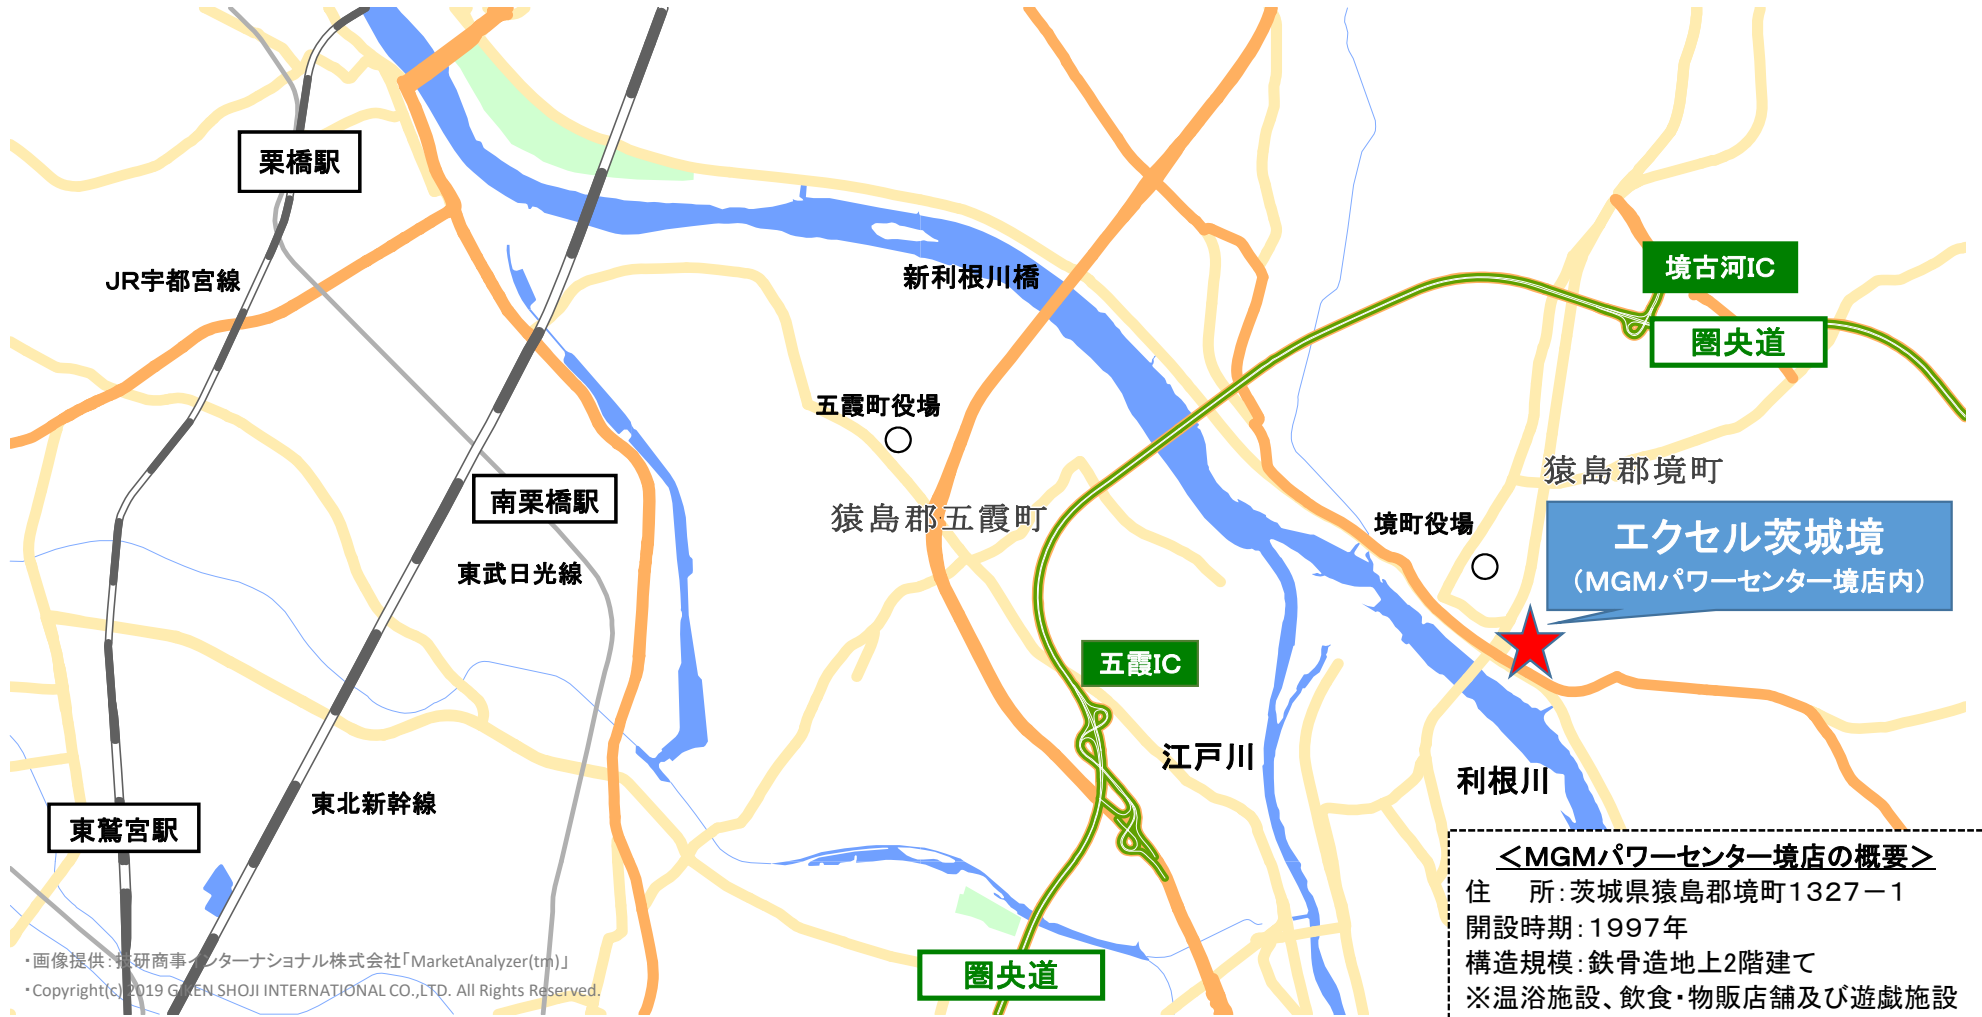 栗橋駅
JR宇都宮線
新利根川橋
境古河IC
圏央道
五霞町役場
猿島郡境町
南栗橋駅
猿島郡五霞町
境町役場
エクセル茨城境
（MGMパワーセンター境店内）
東武日光線
五霞IC
江戸川
利根川
東北新幹線
東鷲宮駅
＜MGMパワーセンター境店の概要＞
住　所：茨城県猿島郡境町1327－1
開設時期：1997年
構造規模：鉄骨造地上2階建て
※温浴施設、飲食・物販店舗及び遊戯施設
圏央道
・画像提供：技研商事インターナショナル株式会社「MarketAnalyzer(tm)」
・Copyright(c) 2019 GIKEN SHOJI INTERNATIONAL CO.,LTD. All Rights Reserved.